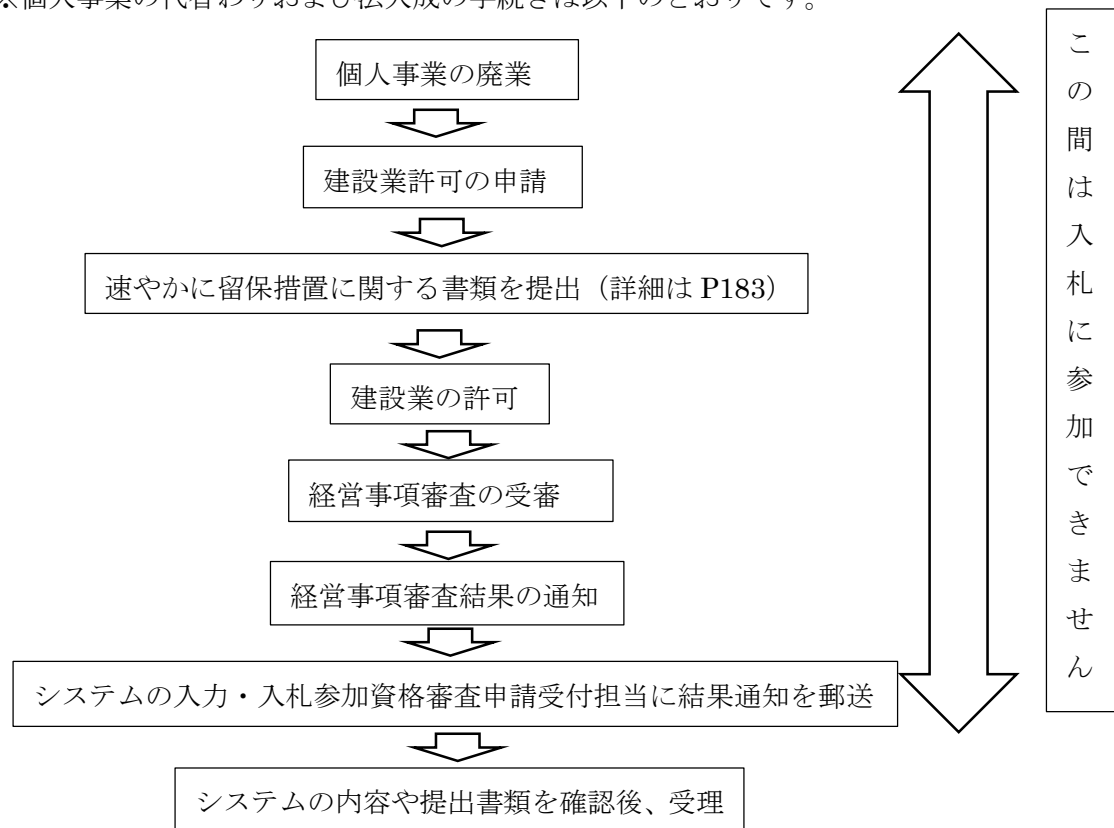 ※個人事業の代替わりおよび法人成の手続きは以下のとおりです。
個人事業の廃業
建設業許可の申請
速やかに留保措置に関する書類を提出（詳細は P183）
建設業の許可
経営事項審査の受審
経営事項審査結果の通知
システムの入力・入札参加資格審査申請受付担当に結果通知を郵送
システムの内容や提出書類を確認後、受理
この間は入札に参加できません